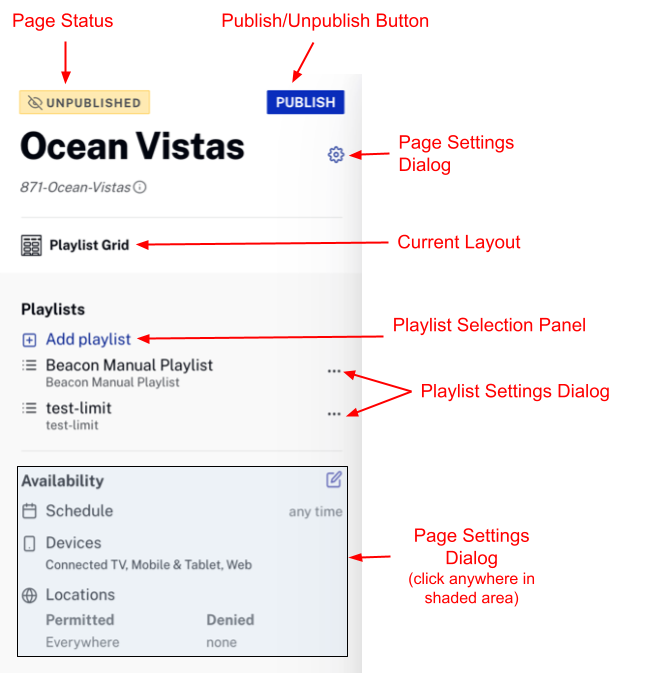 Page Status
Publish/Unpublish Button
UNPUBLISHED
PUBLISH
Ocean Vistas
Page Settings
Dialog
871-Ocean-Vistas
Playlist Grid
Current Layout
Playlists
Add playlist
Playlist Selection Panel
Beacon Manual Playlist
Beacon Manual Playlist
Playlist Settings Dialog
test-limit
test-limit
Availability
Schedule any time
Devices
Connected TV, Mobile & Tablet, Web
Page Settings
Dialog
(click anywhere in
shaded area)
Locations
Permitted Denied
Everywhere none